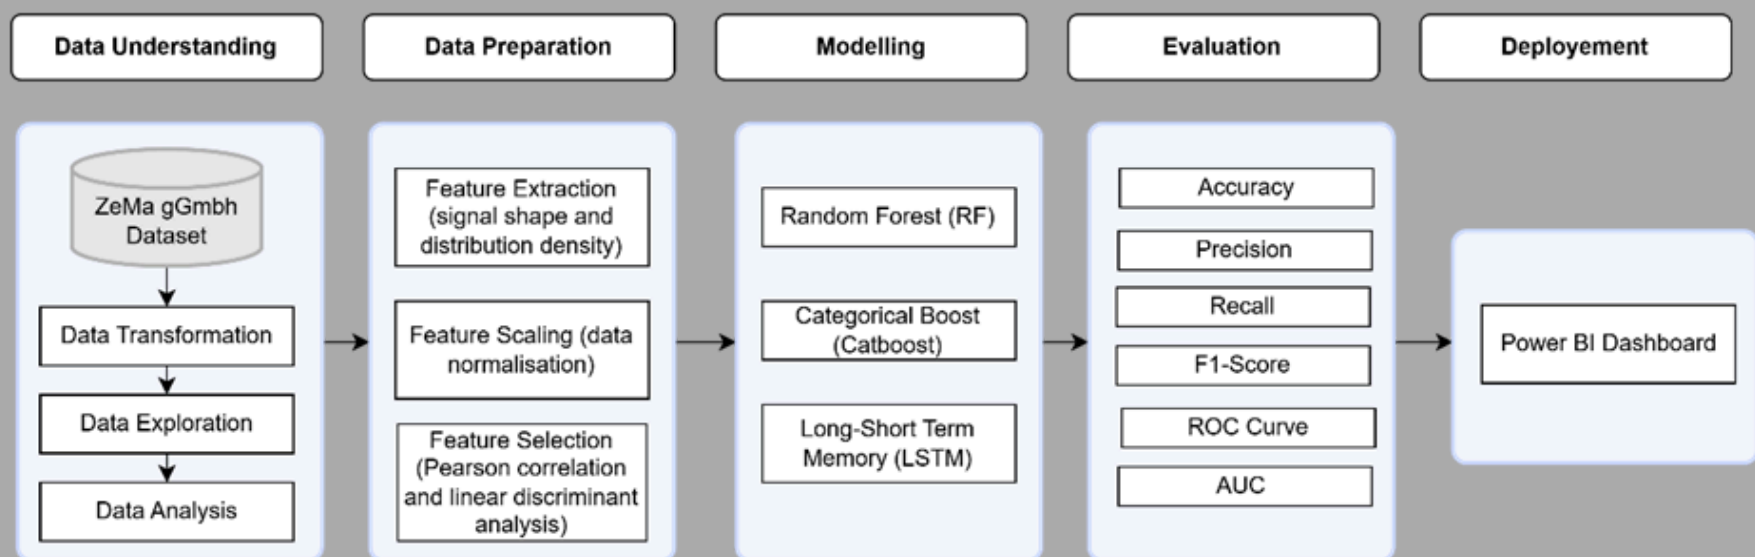 Data Understanding
Data Preparation
Modelling
Evaluation
Deployement
ZeMa gGmbh
Dataset
Data Transformation
Data Exploration
Data Analysis
Feature Extraction
(signal shape and
distribution density)
Feature Scaling (data
normalisation)
Feature Selection
(Pearson correlation
and linear discriminant
analysis)
Random Forest (RF)
Categorical Boost
(Catboost)
Long-Short Term
Memory (LSTM)
Accuracy
Precision
Recall
F1-Score
ROC Curve
AUC
Power BI Dashboard